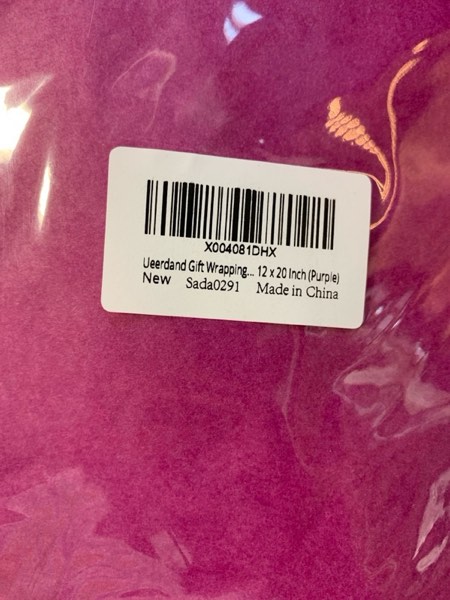 X004081DHX
Ueerdand Gift Wrapping... 12 x 20 Inch (Purple)
New Sada0291 Made in China